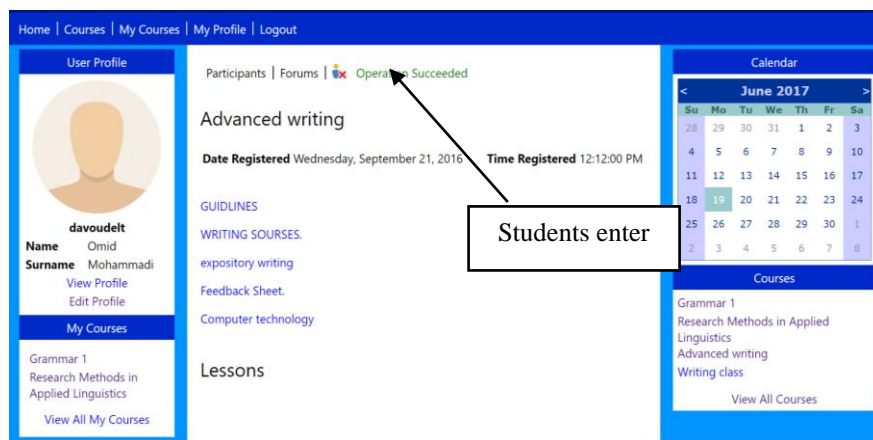 Home | Courses | My Courses | My Profile | Logout
User Profile
davoudelt
Name Omid
Surname Mohammadi
View Profile
Edit Profile
My Courses
Grammar 1
Research Methods in
Applied Linguistics
View All My Courses
Participants | Forums | Operation Succeeded
Advanced writing
Date Registered Wednesday, September 21, 2016 Time Registered 12:12:00 PM
GUIDLINES
WRITING SOURSES.
expository writing
Feedback Sheet.
Computer technology
Lessons
Students enter
Calendar
< June 2017 >
Su Mo Tu We Th Fr Sa
28 29 30 31 1 2 3
4 5 6 7 8 9 10
11 12 13 14 15 16 17
18 19 20 21 22 23 24
25 26 27 28 29 30 1
2 3 4 5 6 7 8
Courses
Grammar 1
Research Methods in Applied
Linguistics
Advanced writing
Writing class
View All Courses